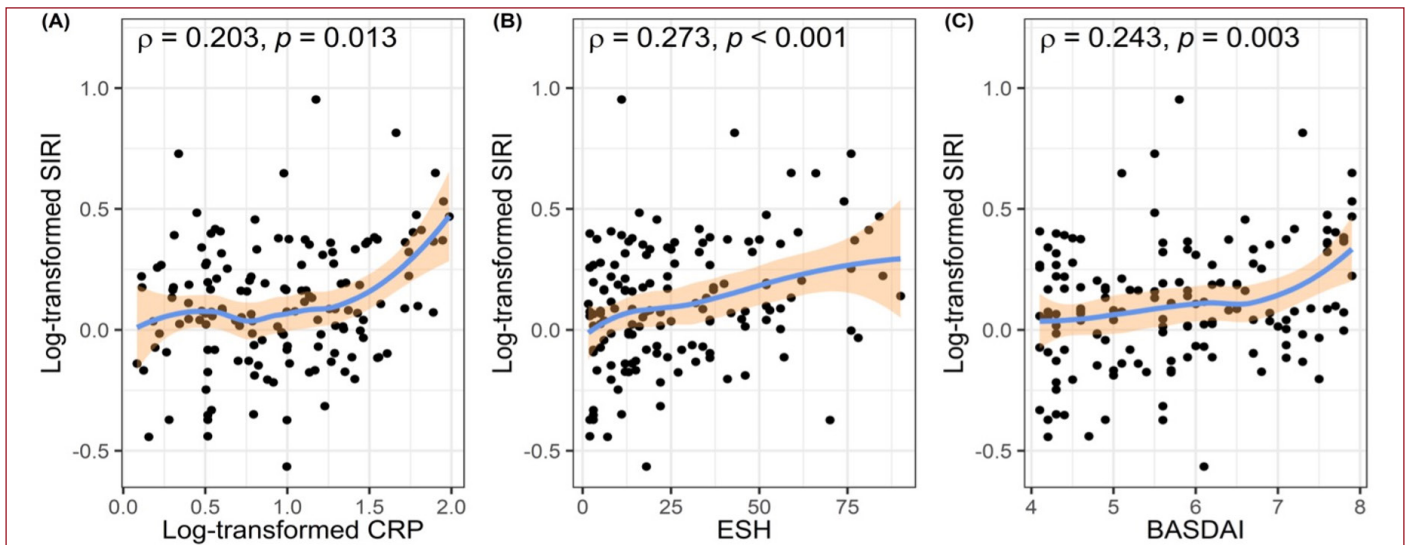 (A)
ρ = 0.203, p = 0.013
Log-transformed SIRI
1.0
0.5
0.0
-0.5
0.0 0.5 1.0 1.5 2.0
Log-transformed CRP
(B)
ρ = 0.273, p < 0.001
Log-transformed SIRI
1.0
0.5
0.0
-0.5
0 25 50 75
ESH
(C)
ρ = 0.243, p = 0.003
Log-transformed SIRI
1.0
0.5
0.0
-0.5
4 5 6 7 8
BASDAI